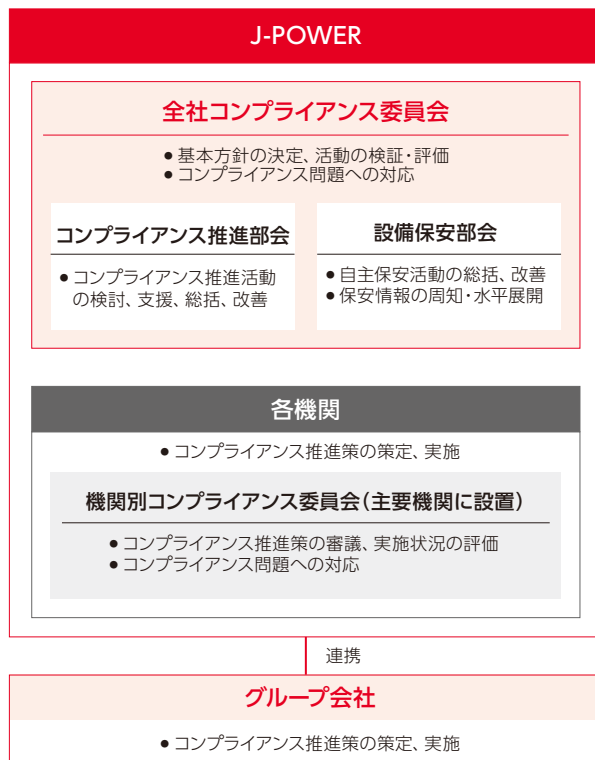 J-POWER
全社コンプライアンス委員会
● 基本方針の決定、活動の検証・評価
● コンプライアンス問題への対応
コンプライアンス推進部会
● コンプライアンス推進活動
の検討、支援、総括、改善
設備保安部会
● 自主保安活動の総括、改善
● 保安情報の周知・水平展開
各機関
● コンプライアンス推進策の策定、実施
機関別コンプライアンス委員会(主要機関に設置)
● コンプライアンス推進策の審議、実施状況の評価
● コンプライアンス問題への対応
連携
グループ会社
● コンプライアンス推進策の策定、実施